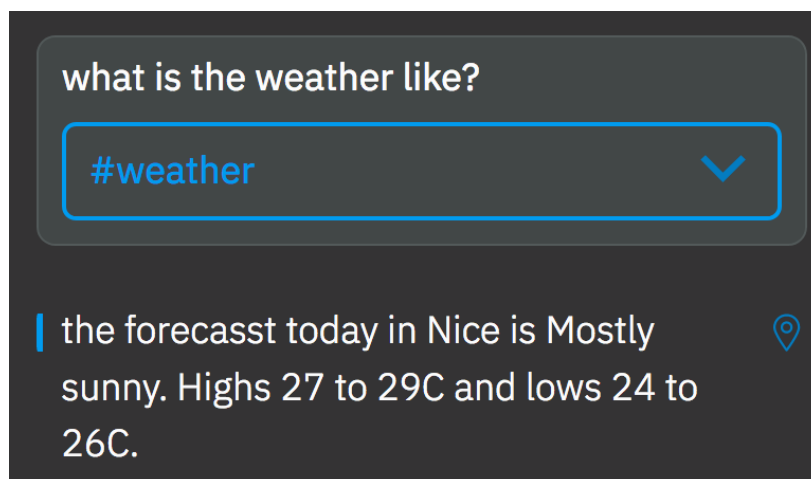 what is the weather like?
#weather
the forecasst today in Nice is Mostly
sunny. Highs 27 to 29C and lows 24 to
26C.